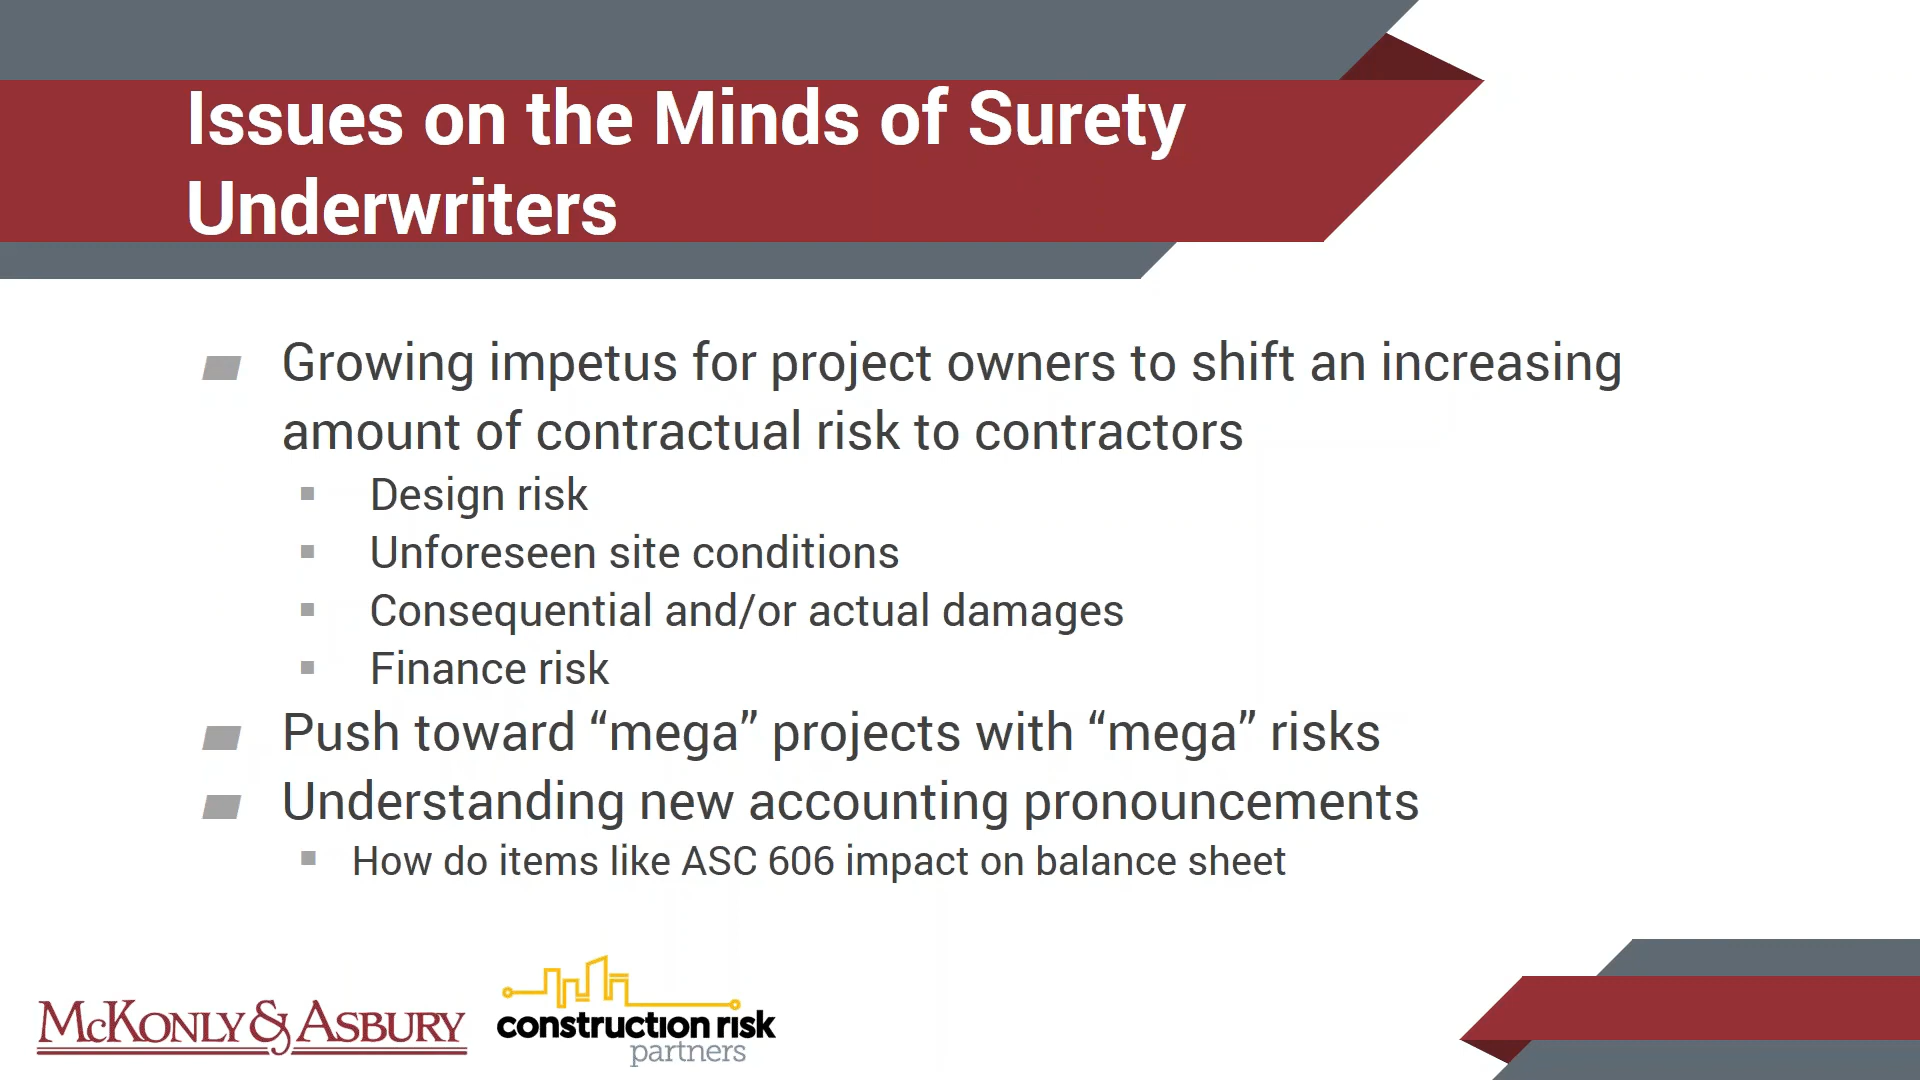 Issues on the Minds of Surety
Underwriters
Growing impetus for project owners to shift an increasing
amount of contractual risk to contractors
Design risk
Unforeseen site conditions
Consequential and/or actual damages
Finance risk
Push toward “mega” projects with “mega” risks
Understanding new accounting pronouncements
How do items like ASC 606 impact on balance sheet
McKonly & Asbury
construction risk
partners